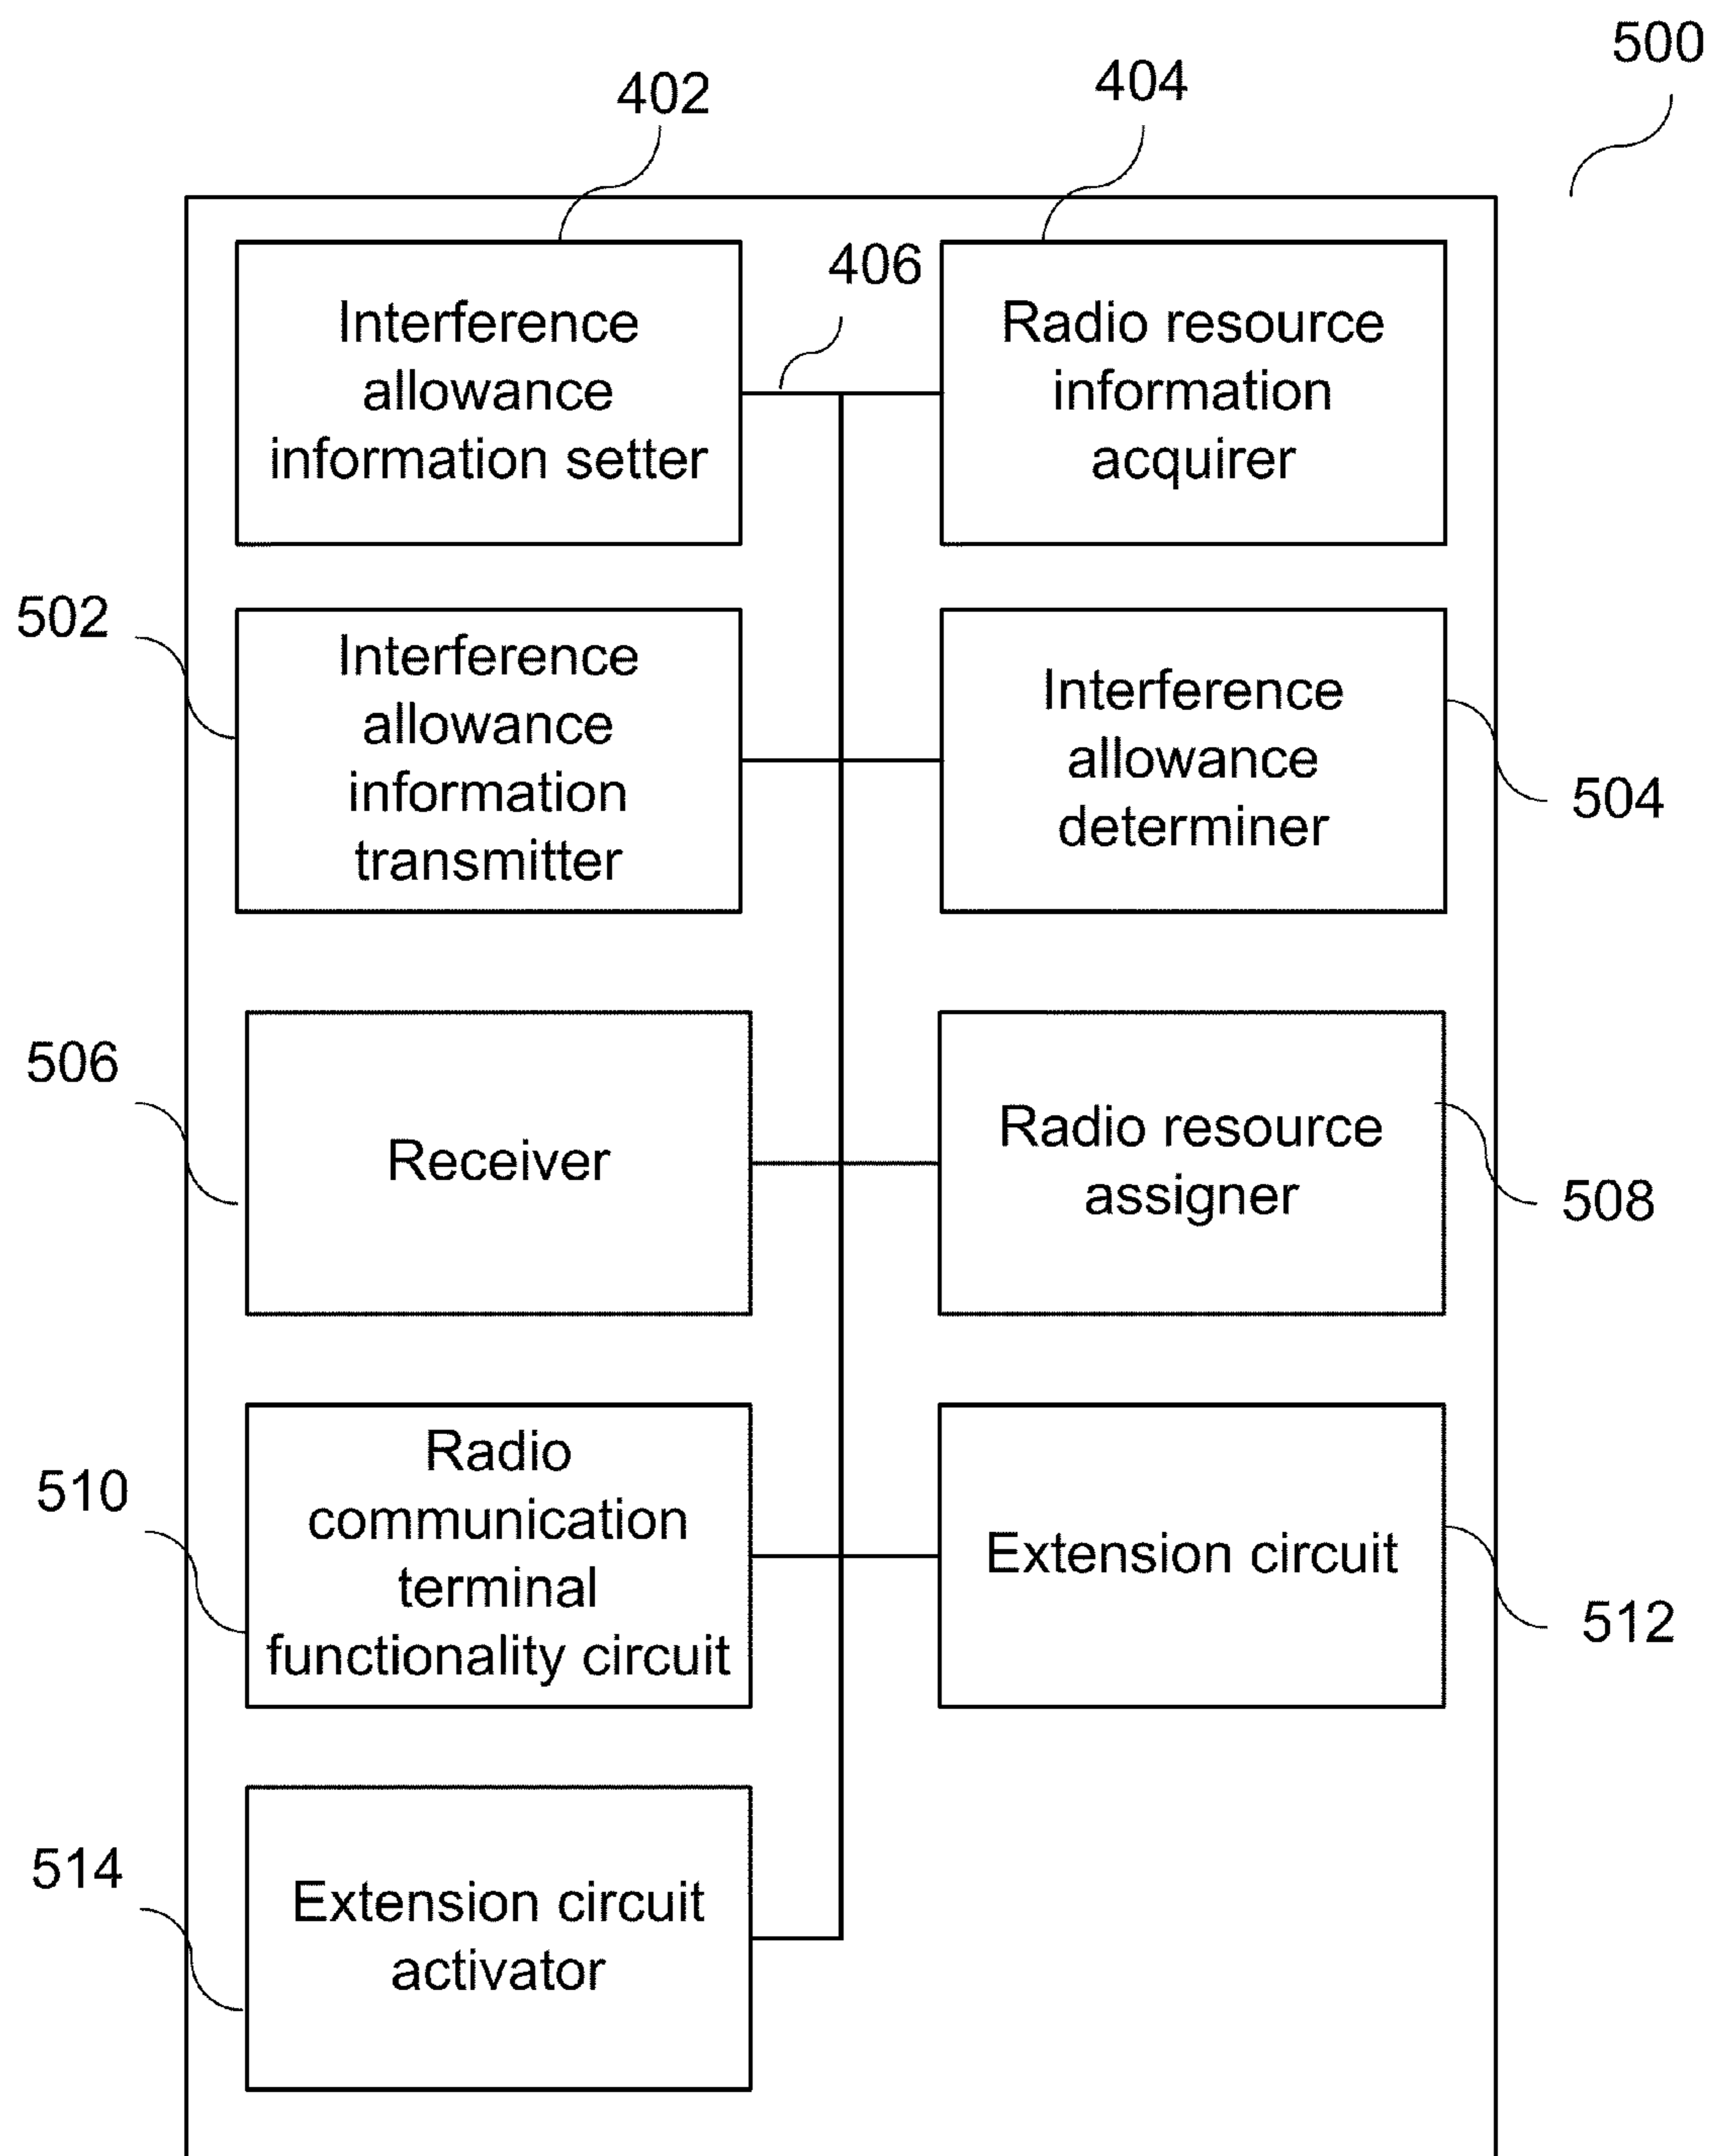 500
402
404
406
Interference
allowance
information setter
Radio resource
information
acquirer
502
Interference
allowance
information
transmitter
Interference
allowance
determiner
504
506
Receiver
Radio resource
assigner
508
510
Radio
communication
terminal
functionality circuit
Extension circuit
512
514
Extension circuit
activator